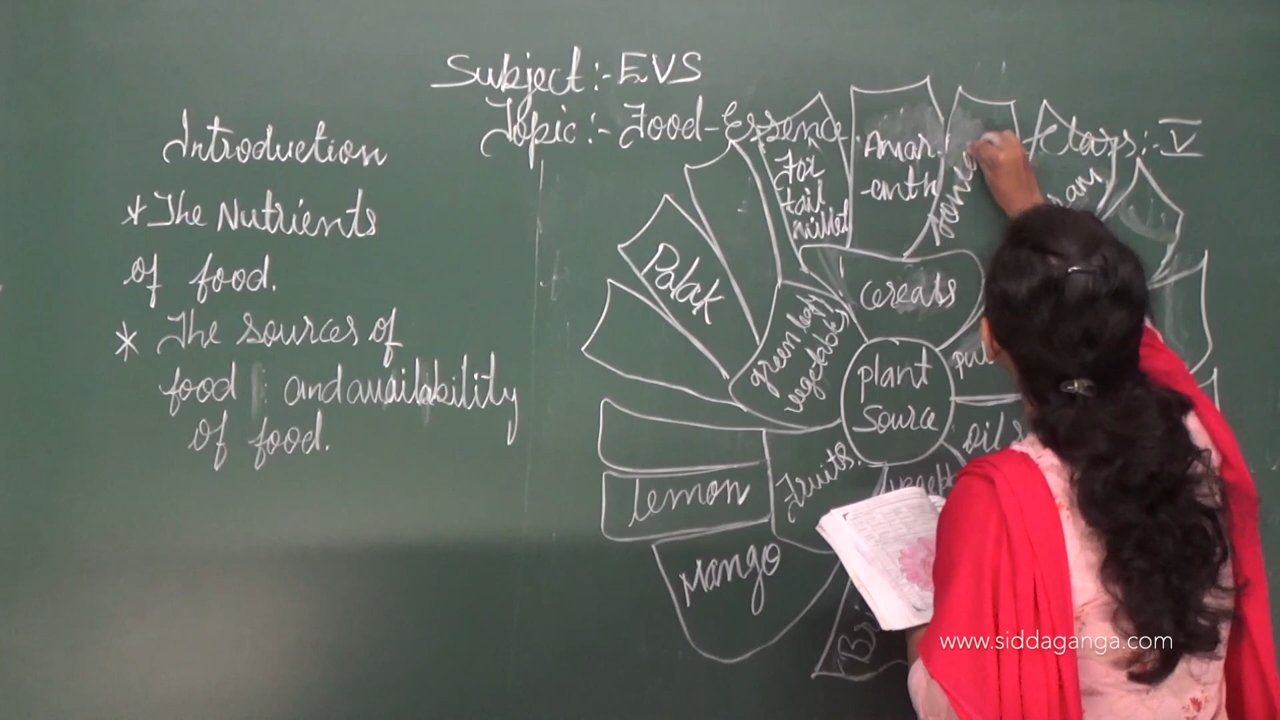 Subject:- EVS
Topic:- Food-Essence
Class:- V
Introduction
* The Nutrients
of food.
* The sources of
food : and availability
of food.
Fox
tail
millet
Amar.
-anth
cereals
Palak
green leafy
vegetables
plant
source
Fruits.
lemon
Mango
www.siddaganga.com